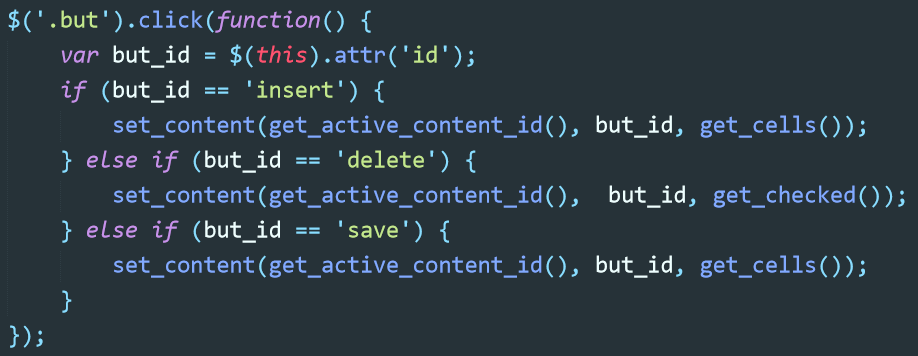 $('.but').click(function() {
    var but_id = $(this).attr('id');
    if (but_id == 'insert') {
        set_content(get_active_content_id(), but_id, get_cells());
    } else if (but_id == 'delete') {
        set_content(get_active_content_id(),  but_id, get_checked());
    } else if (but_id == 'save') {
        set_content(get_active_content_id(), but_id, get_cells());
    }
});